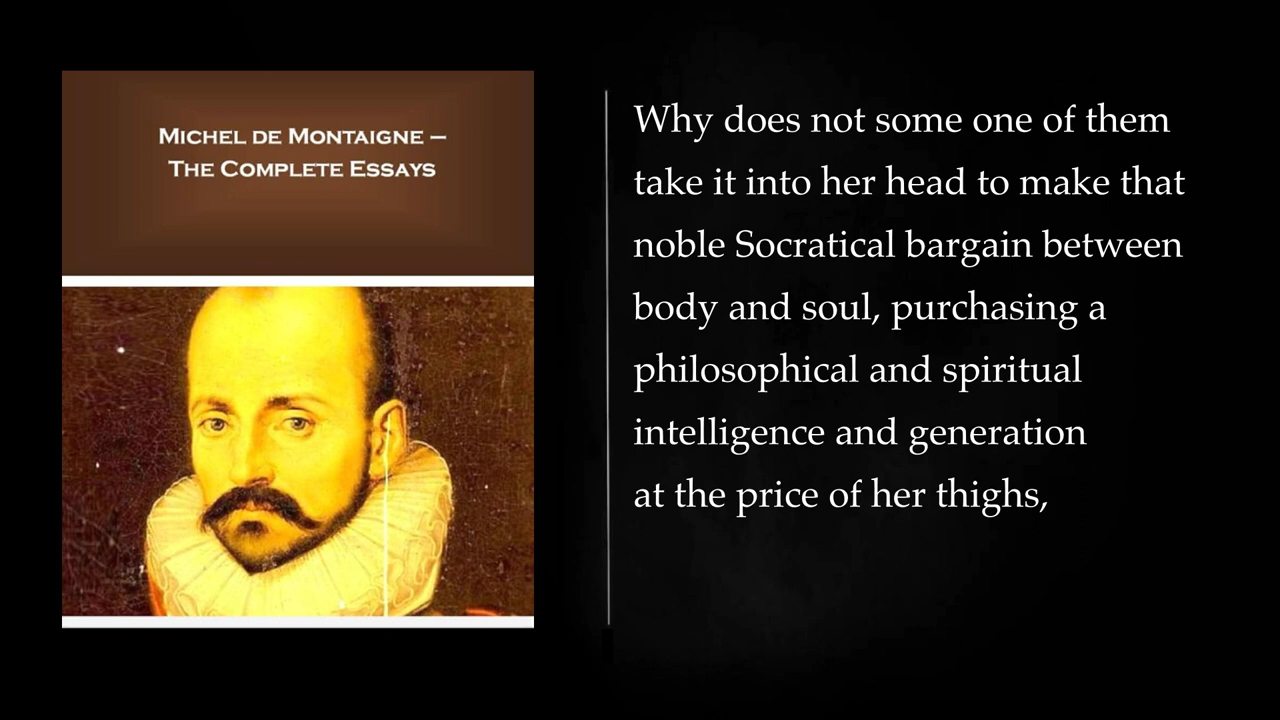 MICHEL DE MONTAIGNE –
THE COMPLETE ESSAYS
Why does not some one of them
take it into her head to make that
noble Socratical bargain between
body and soul, purchasing a
philosophical and spiritual
intelligence and generation
at the price of her thighs,